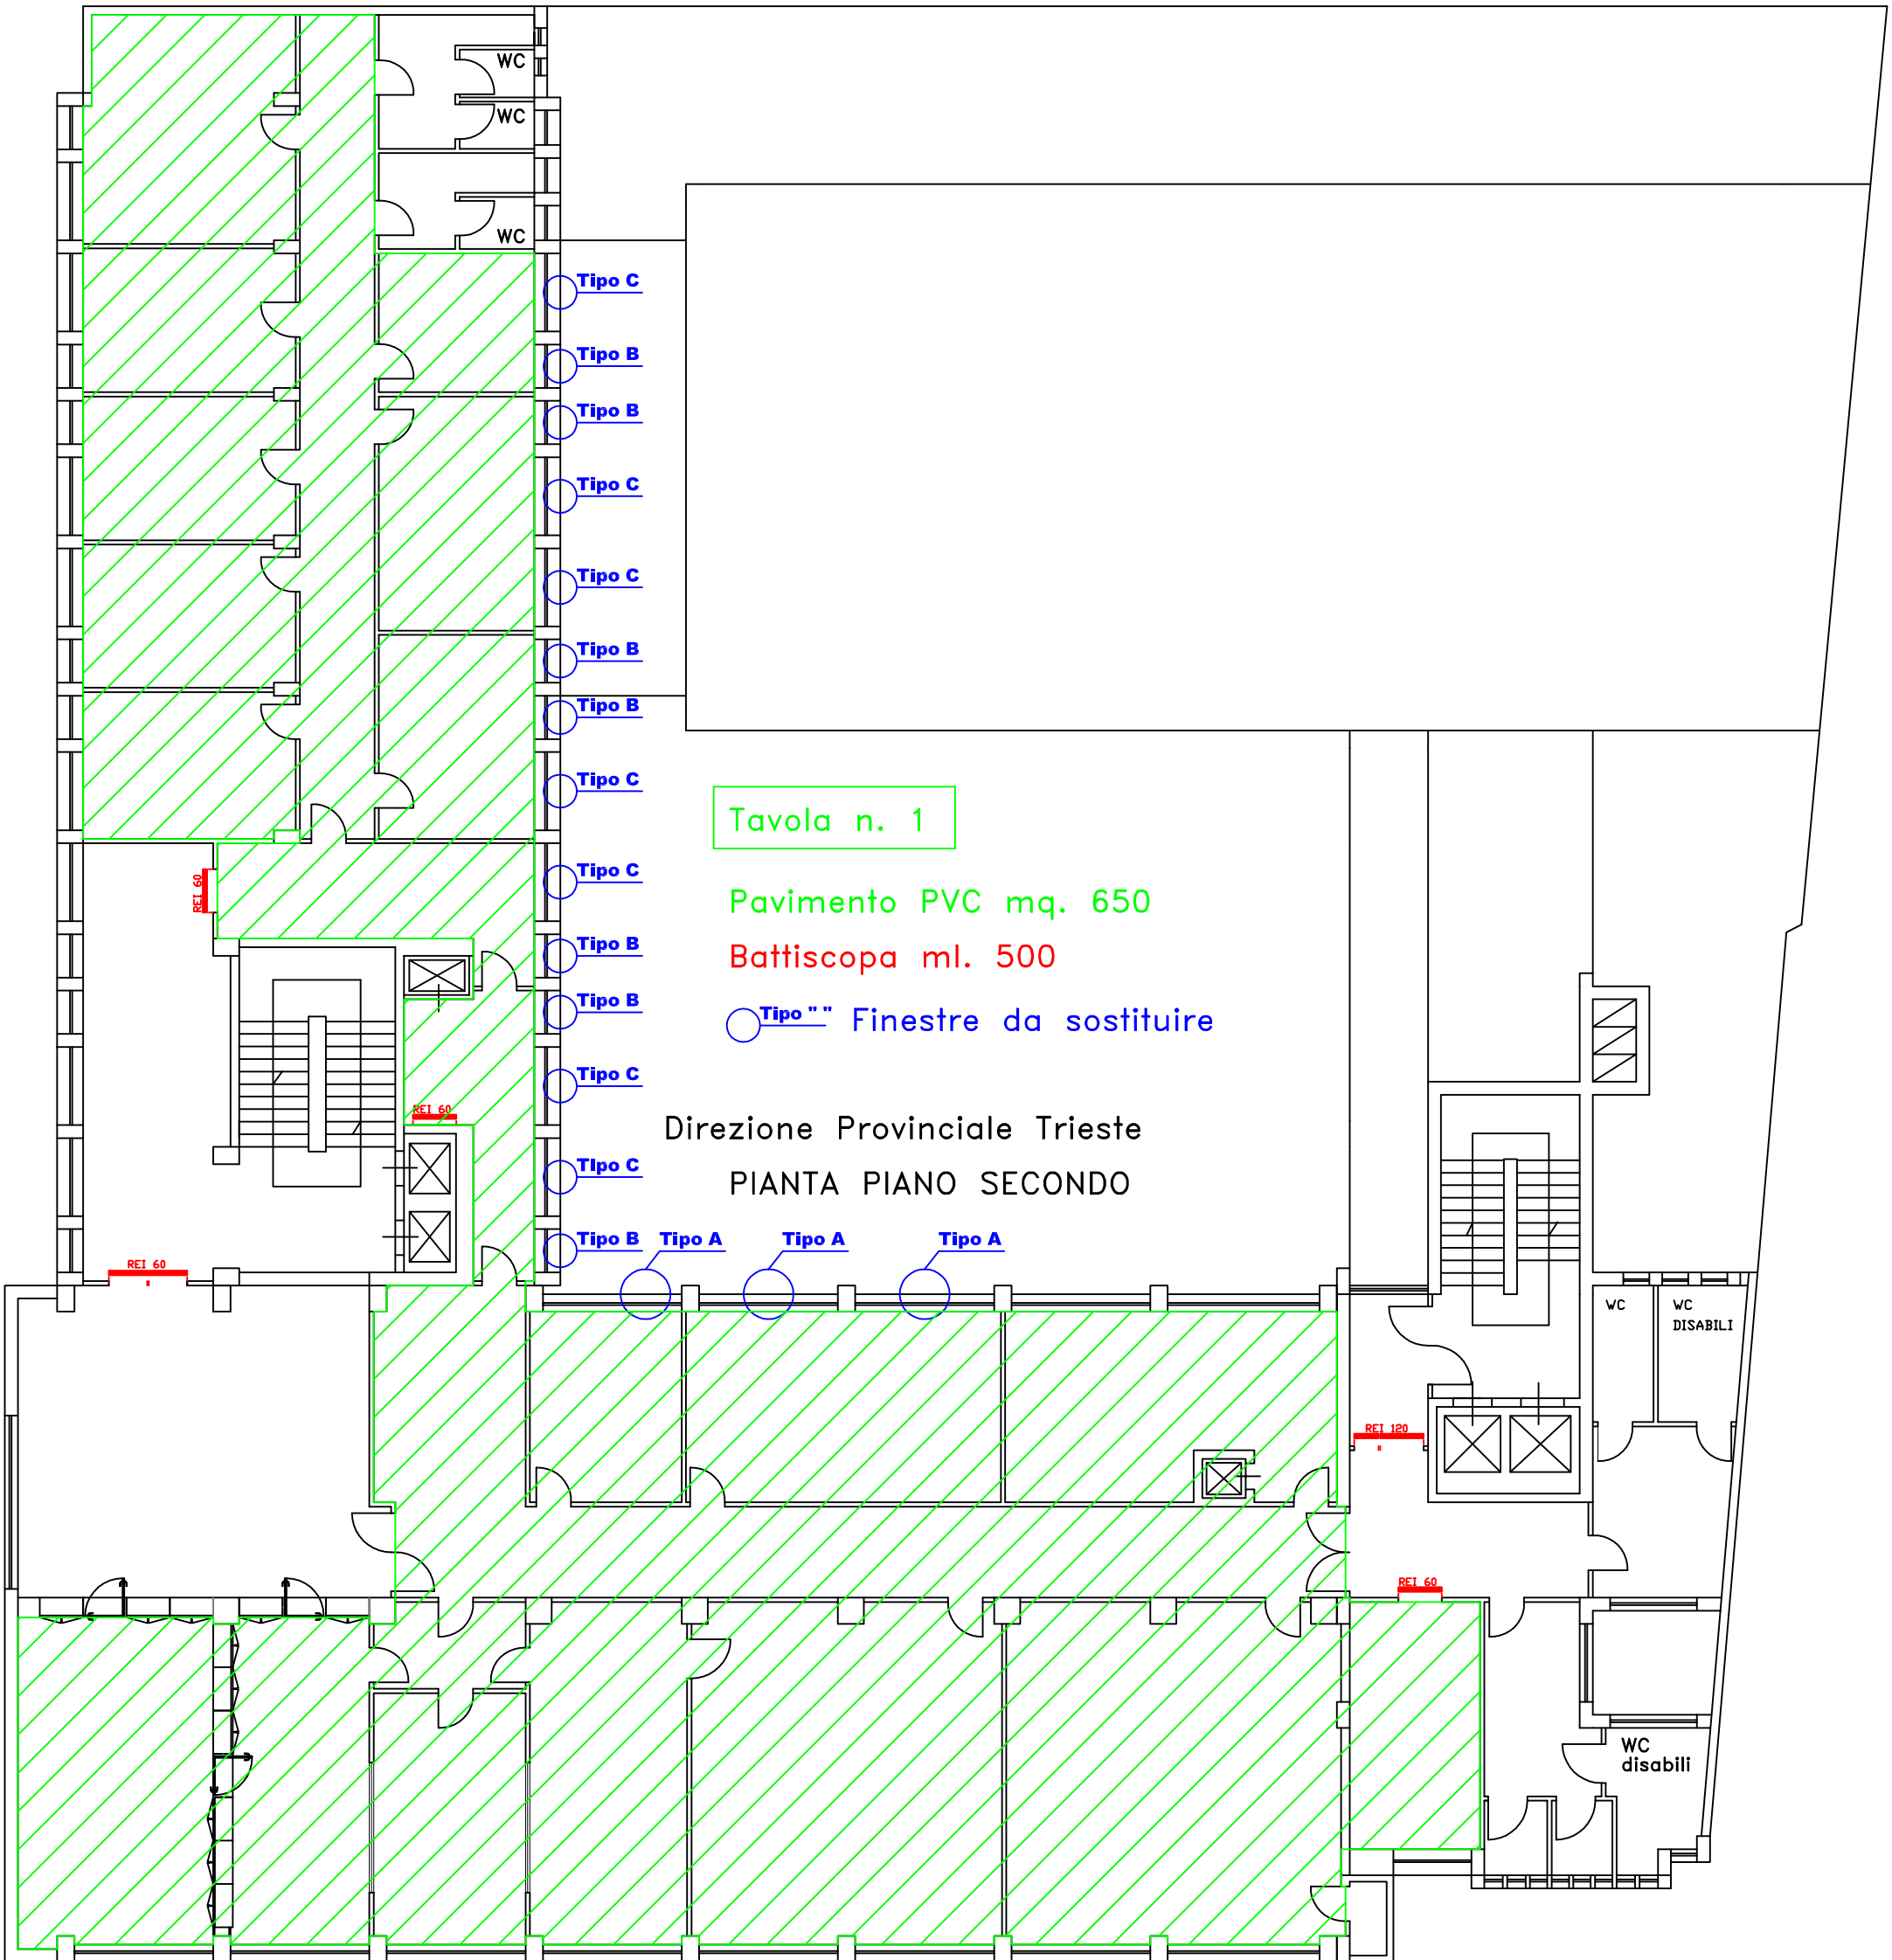 WC
WC
WC
Tipo C
Tipo B
Tipo B
Tipo C
Tipo C
Tipo B
Tipo B
Tipo C
Tavola n. 1
Tipo C
REI 60
Pavimento PVC mq. 650
Tipo B
Battiscopa ml. 500
Tipo B
Tipo " " Finestre da sostituire
Tipo C
REI 60
Direzione Provinciale Trieste
Tipo C
PIANTA PIANO SECONDO
Tipo B Tipo A Tipo A Tipo A
REI 60
WC
WC
DISABILI
REI 120
REI 60
WC
disabili